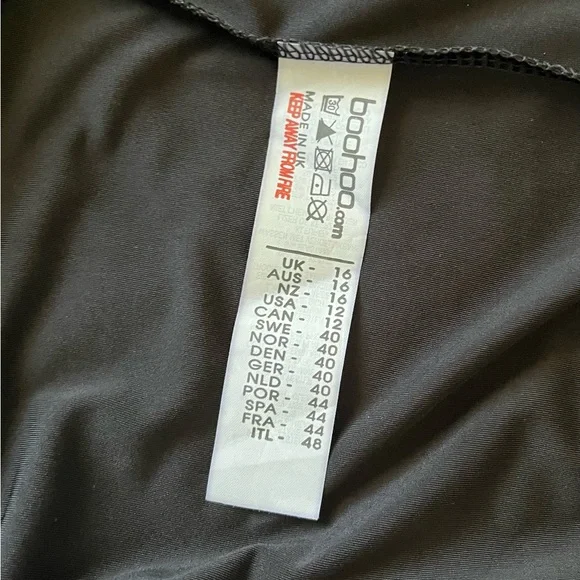 boohoo.com
30
MADE IN UK
KEEP AWAY FROM FIRE
UK - 16
AUS - 16
NZ - 16
USA - 12
CAN - 12
SWE - 40
NOR - 40
DEN - 40
GER - 40
NLD - 40
POR - 44
SPA - 44
FRA - 44
ITL - 48